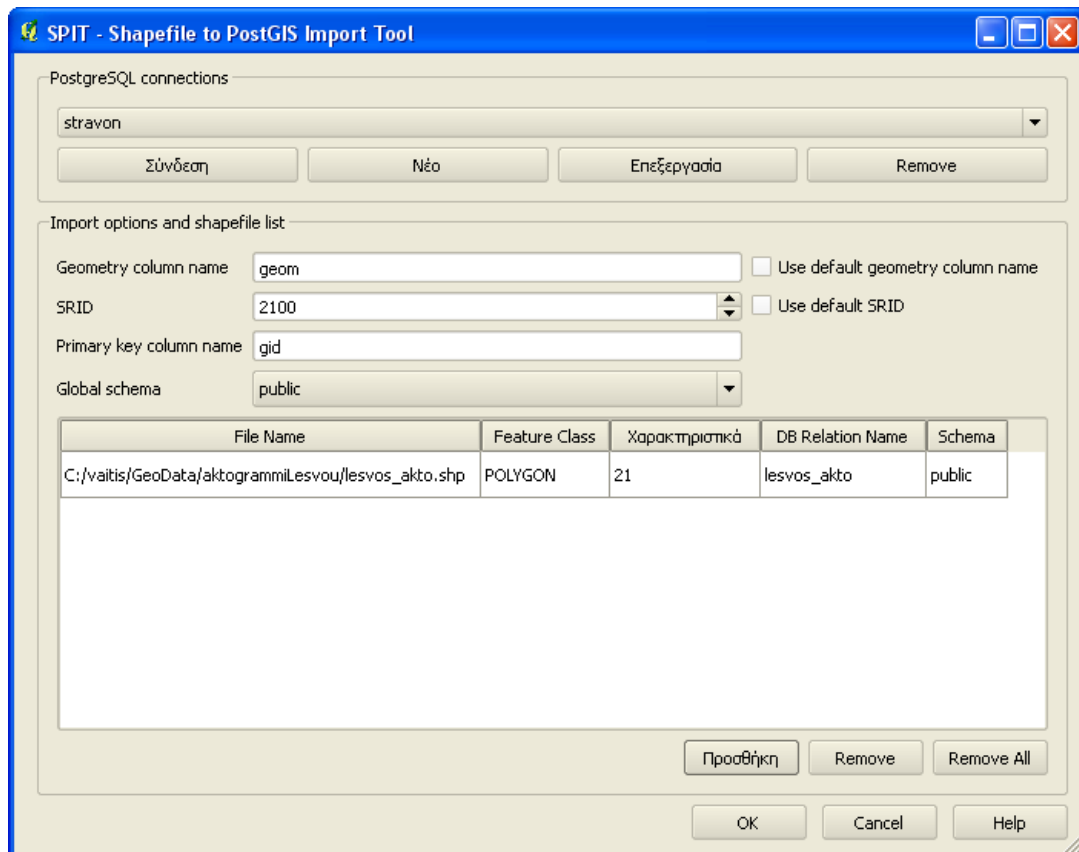 SPIT - Shapefile to PostGIS Import Tool
PostgreSQL connections
stravon
Σύνδεση Νέο Επεξεργασία Remove
Import options and shapefile list
Geometry column name geom Use default geometry column name
SRID 2100 Use default SRID
Primary key column name gid
Global schema public
File Name Feature Class Χαρακτηριστικά DB Relation Name Schema
C:/vaitis/GeoData/aktogrammiLesvou/lesvos_akto.shp POLYGON 21 lesvos_akto public
Προσθήκη Remove Remove All
OK Cancel Help